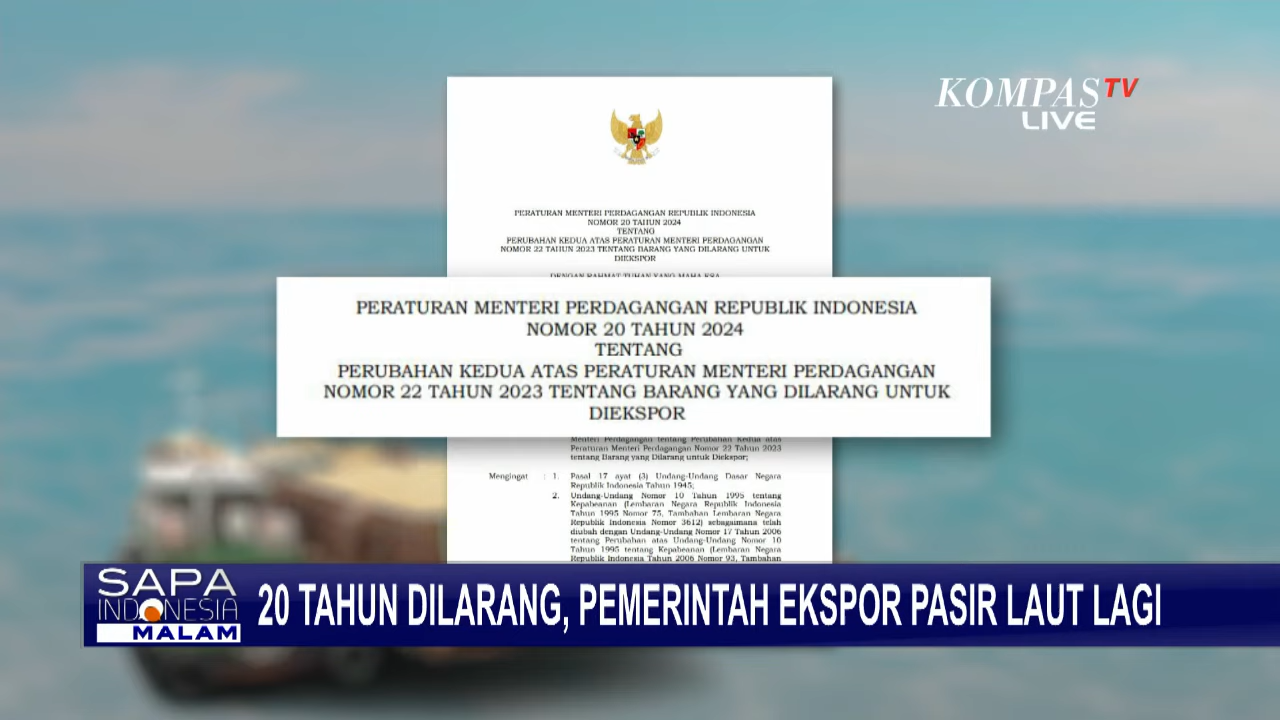 KOMPAS TV
LIVE
PERATURAN MENTERI PERDAGANGAN REPUBLIK INDONESIA
NOMOR 20 TAHUN 2024
TENTANG
PERUBAHAN KEDUA ATAS PERATURAN MENTERI PERDAGANGAN
NOMOR 22 TAHUN 2023 TENTANG BARANG YANG DILARANG UNTUK
DIEKSPOR
DENGAN RAHMAT TUHAN YANG MAHA ESA
PERATURAN MENTERI PERDAGANGAN REPUBLIK INDONESIA
NOMOR 20 TAHUN 2024
TENTANG
PERUBAHAN KEDUA ATAS PERATURAN MENTERI PERDAGANGAN
NOMOR 22 TAHUN 2023 TENTANG BARANG YANG DILARANG UNTUK
DIEKSPOR
Menteri Perdagangan tentang Perubahan Kedua atas
Peraturan Menteri Perdagangan Nomor 22 Tahun 2023
tentang Barang yang Dilarang untuk Diekspor;
Mengingat : 1. Pasal 17 ayat (3) Undang-Undang Dasar Negara
Republik Indonesia Tahun 1945;
2. Undang-Undang Nomor 10 Tahun 1995 tentang
Kepabeanan (Lembaran Negara Republik Indonesia
Tahun 1995 Nomor 75, Tambahan Lembaran Negara
Republik Indonesia Nomor 3612) sebagaimana telah
diubah dengan Undang-Undang Nomor 17 Tahun 2006
tentang Perubahan atas Undang-Undang Nomor 10
Tahun 1995 tentang Kepabeanan (Lembaran Negara
Republik Indonesia Tahun 2006 Nomor 93, Tambahan
SAPA
INDONESIA
MALAM
20 TAHUN DILARANG, PEMERINTAH EKSPOR PASIR LAUT LAGI